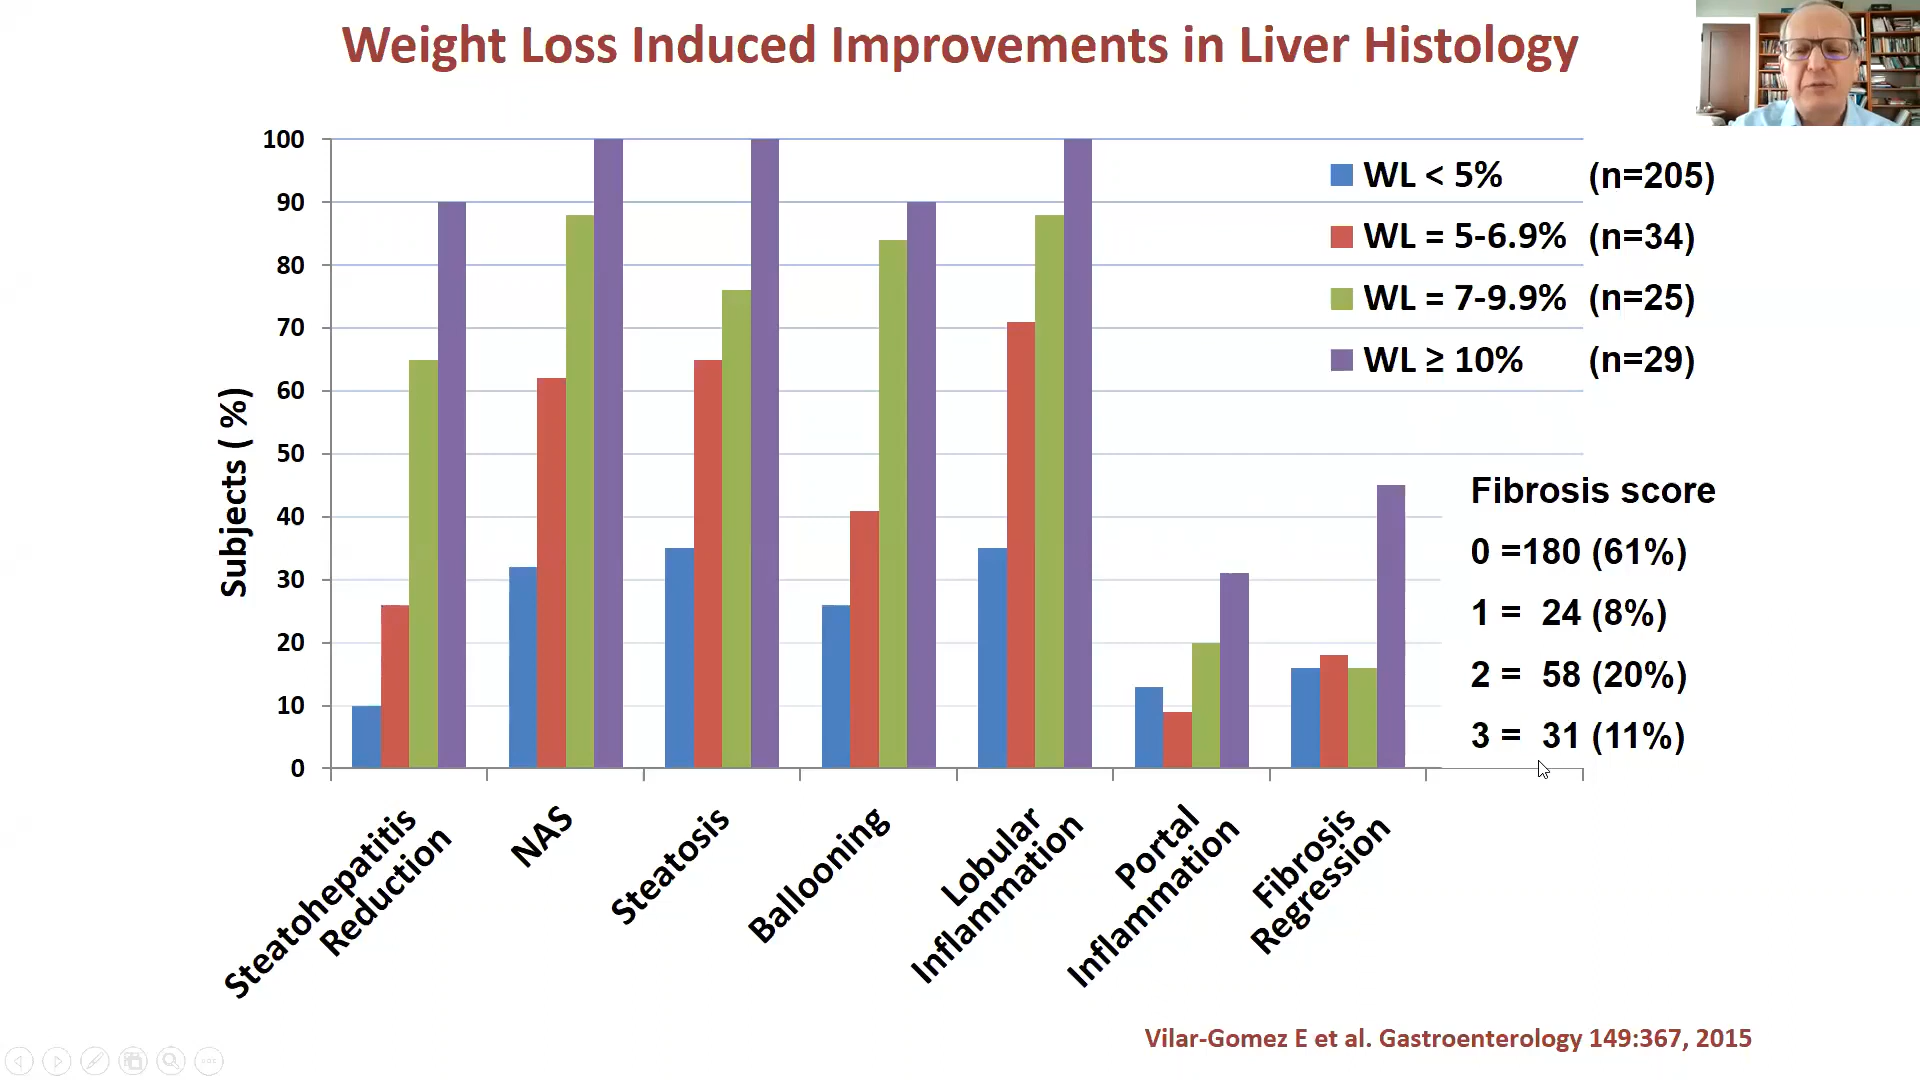 Weight Loss Induced Improvements in Liver Histology
100
90
80
70
60
50
40
30
20
10
0
Subjects ( %)
WL < 5% (n=205)
WL = 5-6.9% (n=34)
WL = 7-9.9% (n=25)
WL ≥ 10% (n=29)
Fibrosis score
0 =180 (61%)
1 = 24 (8%)
2 = 58 (20%)
3 = 31 (11%)
Steatohepatitis
Reduction
NAS
Steatosis
Ballooning
Lobular
Inflammation
Portal
Inflammation
Fibrosis
Regression
Vilar-Gomez E et al. Gastroenterology 149:367, 2015